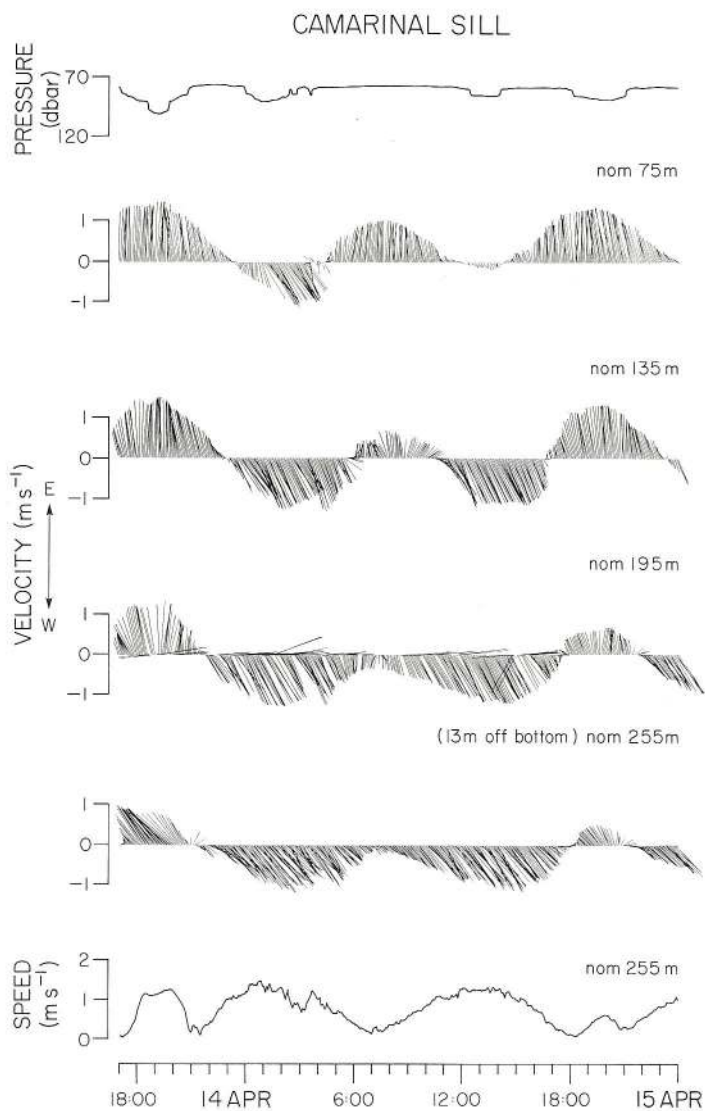 CAMARINAL SILL
PRESSURE
(dbar)
70
120
nom 75m
1
0
-1
nom 135m
1
0
-1
VELOCITY (m s⁻¹)
E
W
nom 195m
1
0
-1
(13m off bottom) nom 255m
1
0
-1
SPEED
(m s⁻¹)
2
1
0
nom 255m
18:00 14 APR 6:00 12:00 18:00 15 APR